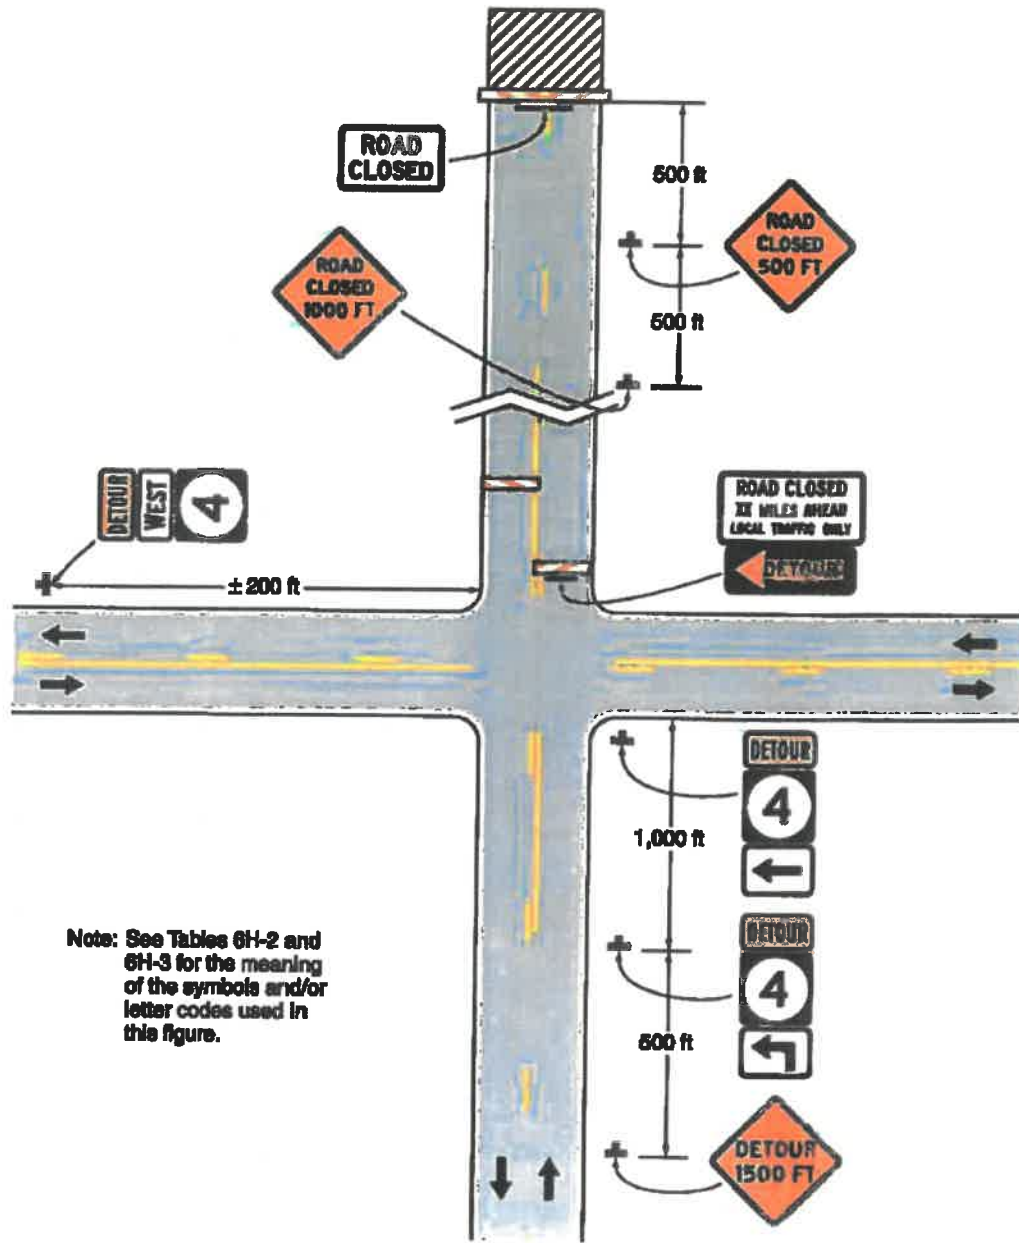 ROAD
CLOSED
500 ft
ROAD
CLOSED
500 FT
ROAD
CLOSED
1000 FT
500 ft
DETOUR
WEST
4
ROAD CLOSED
XX MILES AHEAD
LOCAL TRAFFIC ONLY
DETOUR
± 200 ft
DETOUR
4
1,000 ft
DETOUR
4
500 ft
Note: See Tables 6H-2 and
6H-3 for the meaning
of the symbols and/or
letter codes used in
this figure.
DETOUR
1500 FT